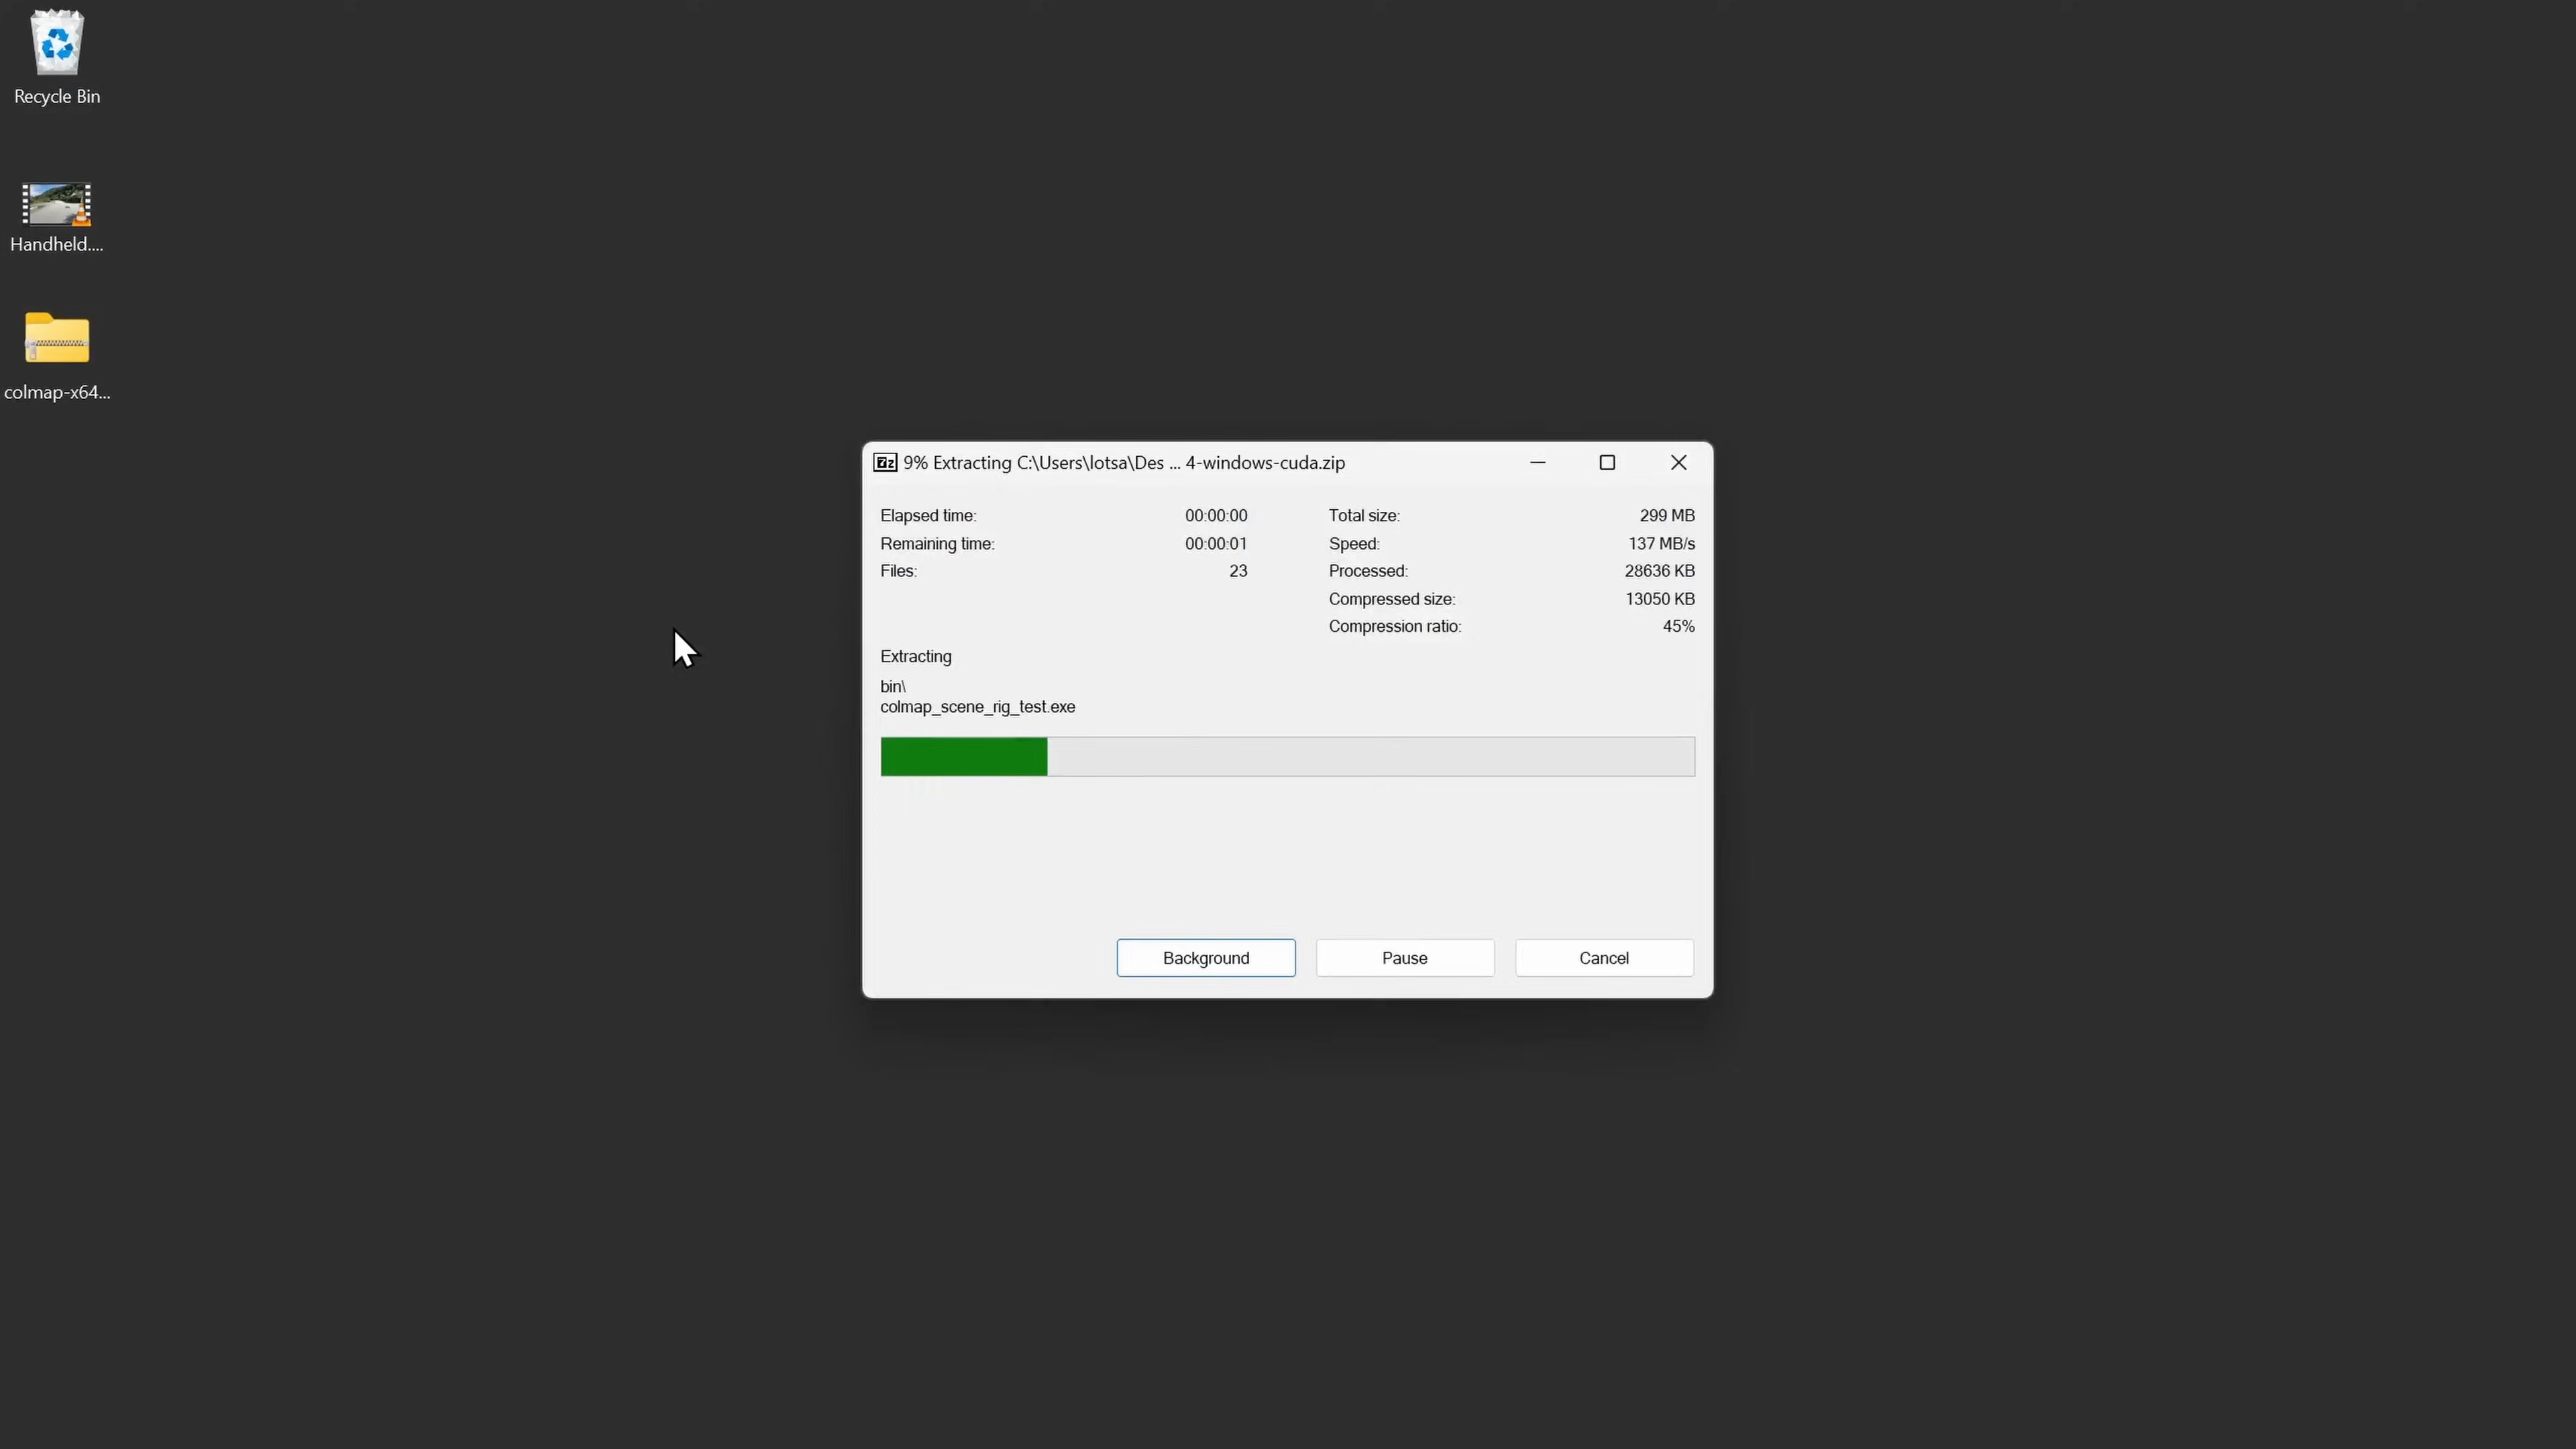 Recycle Bin
Handheld....
colmap-x64...
9% Extracting C:\Users\lotsa\Des ... 4-windows-cuda.zip
Elapsed time: 00:00:00 Total size: 299 MB
Remaining time: 00:00:01 Speed: 137 MB/s
Files: 23 Processed: 28636 KB
Compressed size: 13050 KB
Compression ratio: 45%
Extracting
bin\
colmap_scene_rig_test.exe
Background Pause Cancel